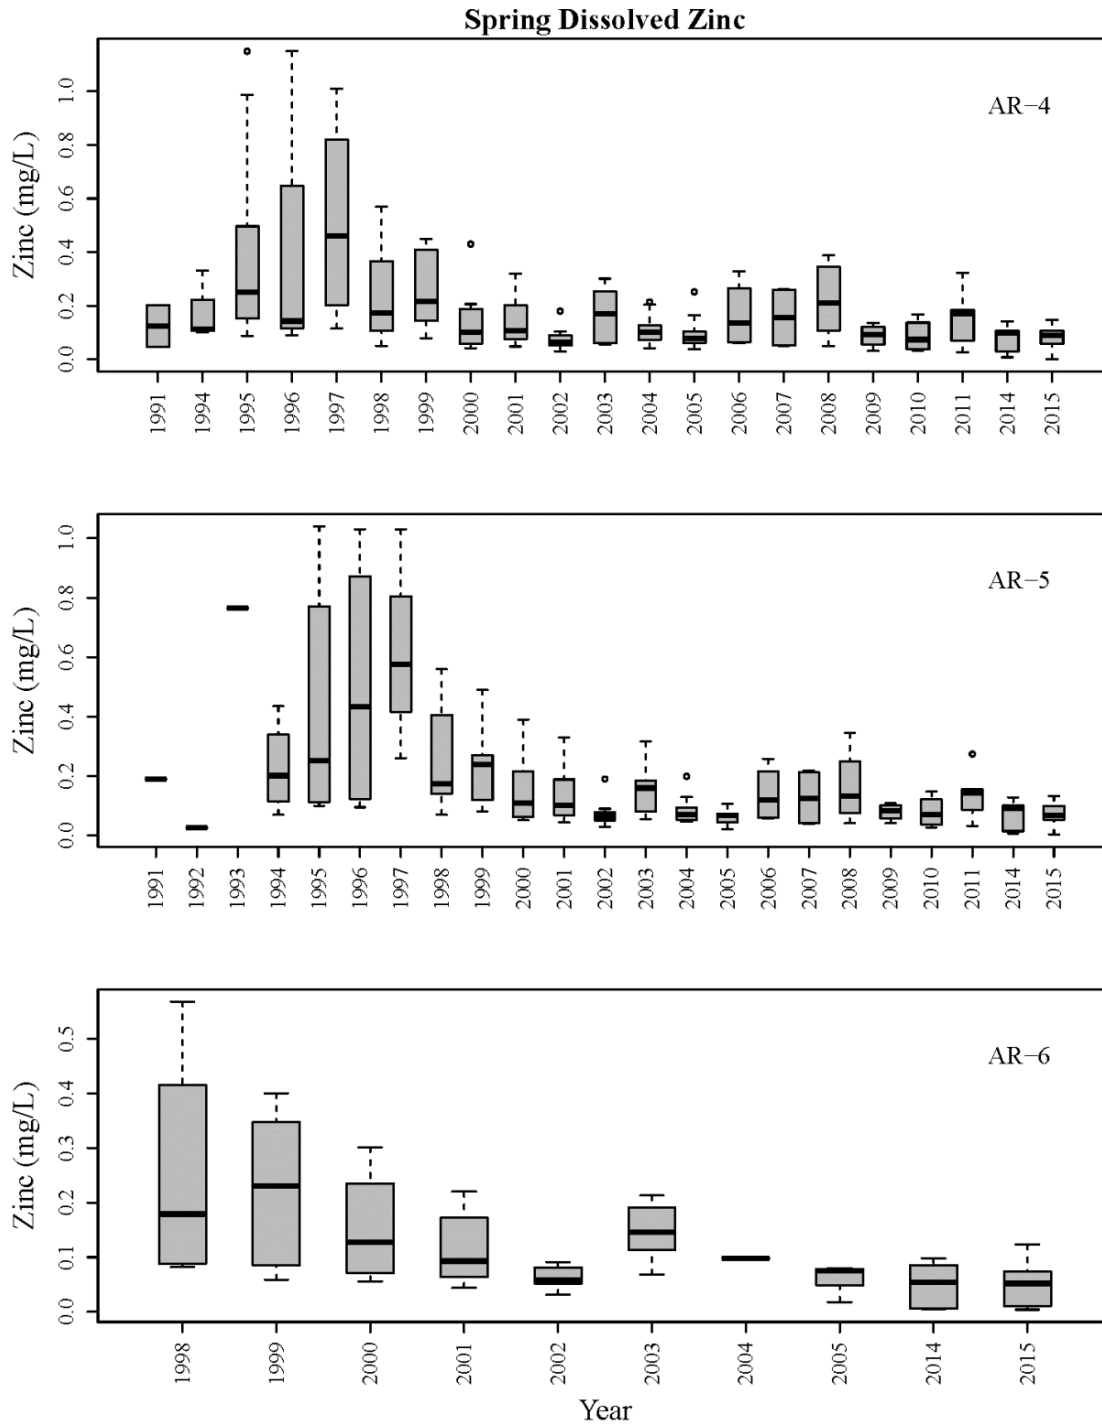 Spring Dissolved Zinc
AR−4
Zinc (mg/L)
0.0 0.2 0.4 0.6 0.8 1.0
1991 1994 1995 1996 1997 1998 1999 2000 2001 2002 2003 2004 2005 2006 2007 2008 2009 2010 2011 2014 2015
AR−5
Zinc (mg/L)
0.0 0.2 0.4 0.6 0.8 1.0
1991 1992 1993 1994 1995 1996 1997 1998 1999 2000 2001 2002 2003 2004 2005 2006 2007 2008 2009 2010 2011 2014 2015
AR−6
Zinc (mg/L)
0.0 0.1 0.2 0.3 0.4 0.5
1998 1999 2000 2001 2002 2003 2004 2005 2014 2015
Year